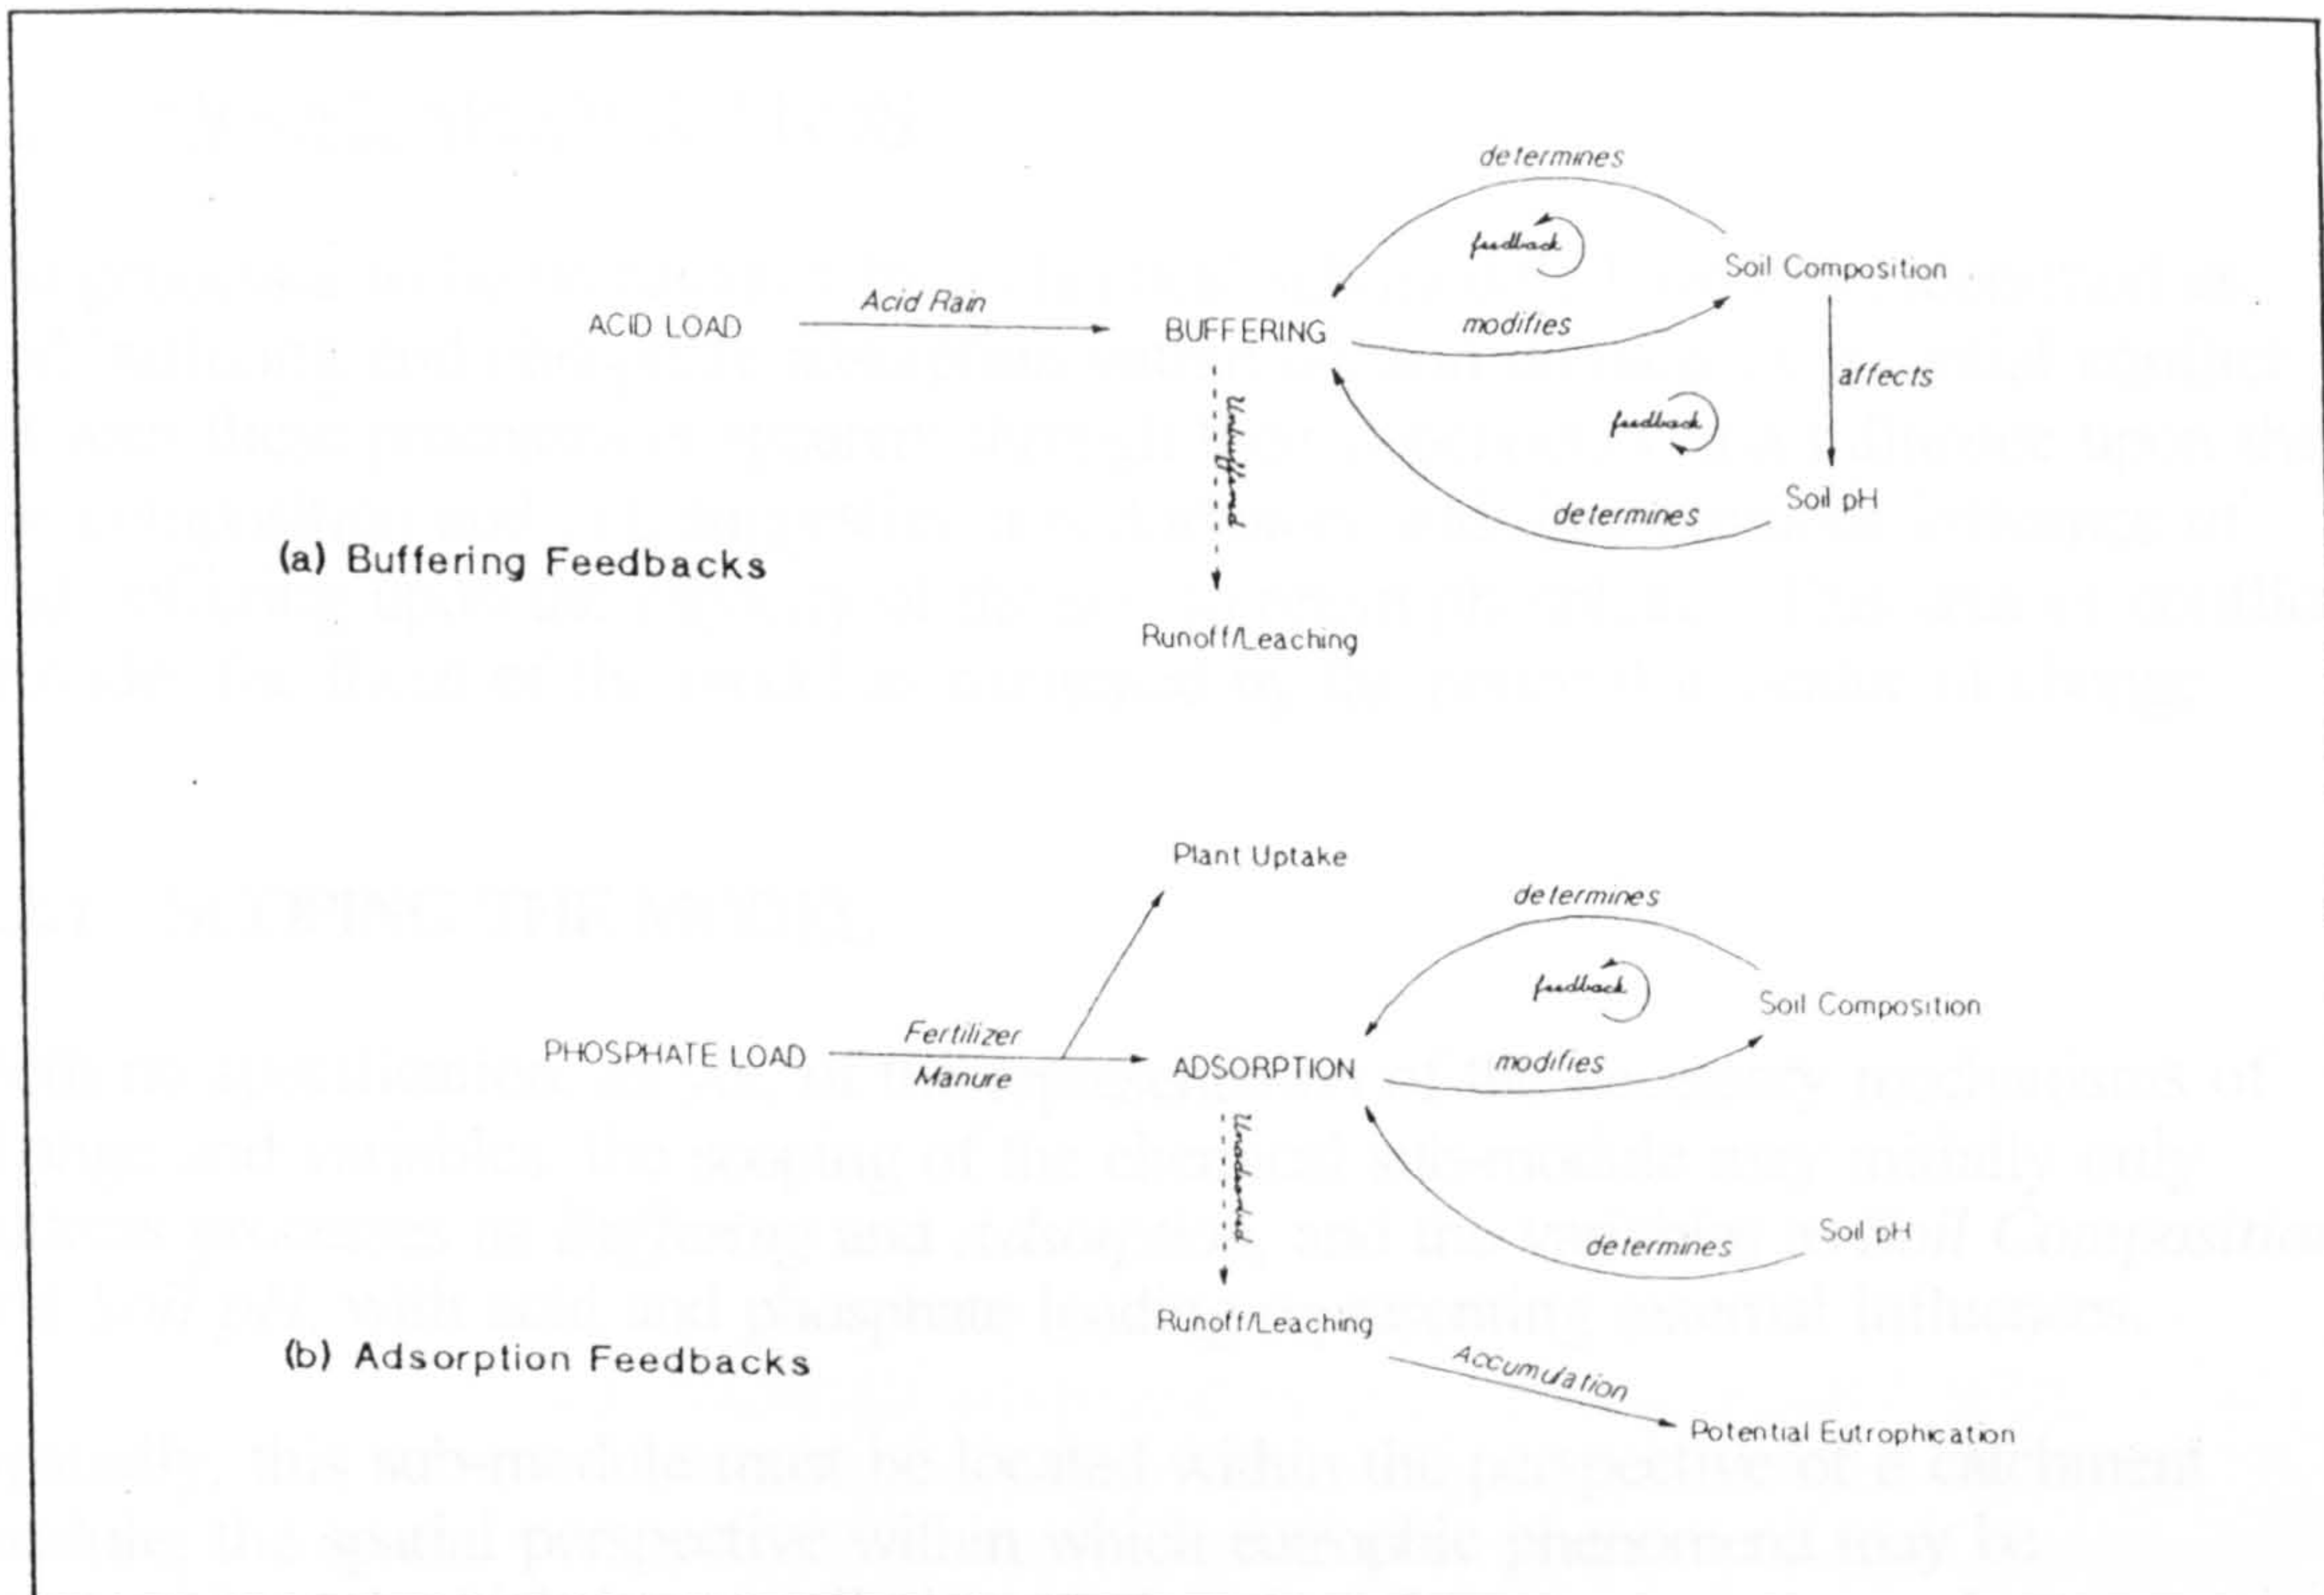 determines
feedback
Soil Composition
Acid Rain
ACID LOAD
BUFFERING
modifies
affects
feedback
Unbuffered
Soil pH
determines
(a) Buffering Feedbacks
Runoff/Leaching
Plant Uptake
determines
feedback
Soil Composition
Fertilizer
PHOSPHATE LOAD
ADSORPTION
modifies
Manure
Unadsorbed
Soil pH
determines
Runoff/Leaching
(b) Adsorption Feedbacks
Accumulation
Potential Eutrophication